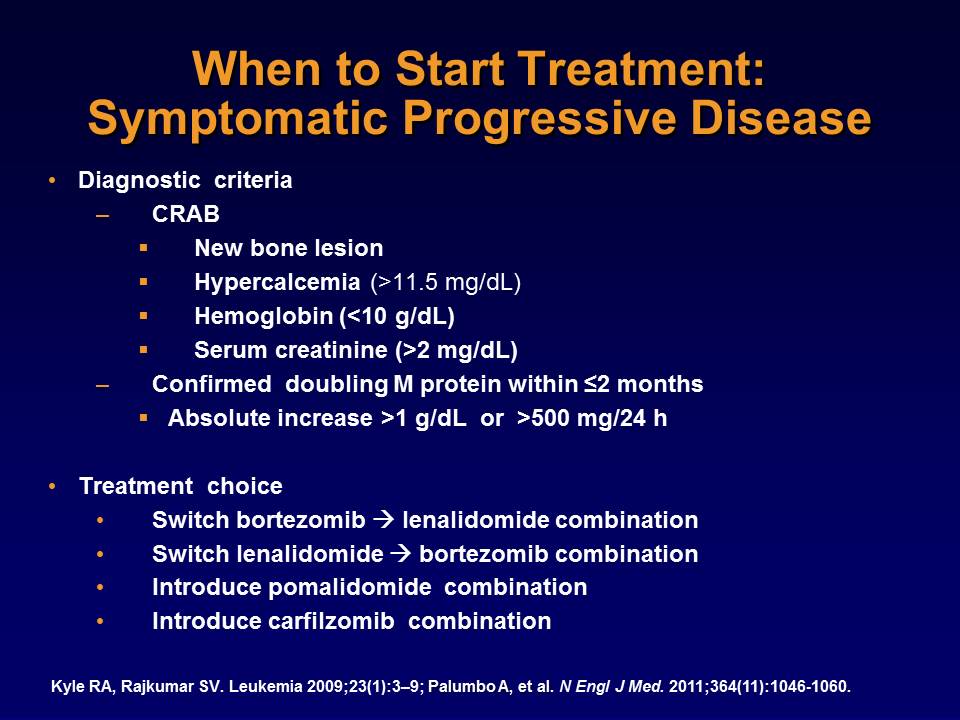 When to Start Treatment:
Symptomatic Progressive Disease
• Diagnostic criteria
– CRAB
▪ New bone lesion
▪ Hypercalcemia (>11.5 mg/dL)
▪ Hemoglobin (<10 g/dL)
▪ Serum creatinine (>2 mg/dL)
– Confirmed doubling M protein within ≤2 months
▪ Absolute increase >1 g/dL or >500 mg/24 h
• Treatment choice
• Switch bortezomib → lenalidomide combination
• Switch lenalidomide → bortezomib combination
• Introduce pomalidomide combination
• Introduce carfilzomib combination
Kyle RA, Rajkumar SV. Leukemia 2009;23(1):3–9; Palumbo A, et al. N Engl J Med. 2011;364(11):1046-1060.